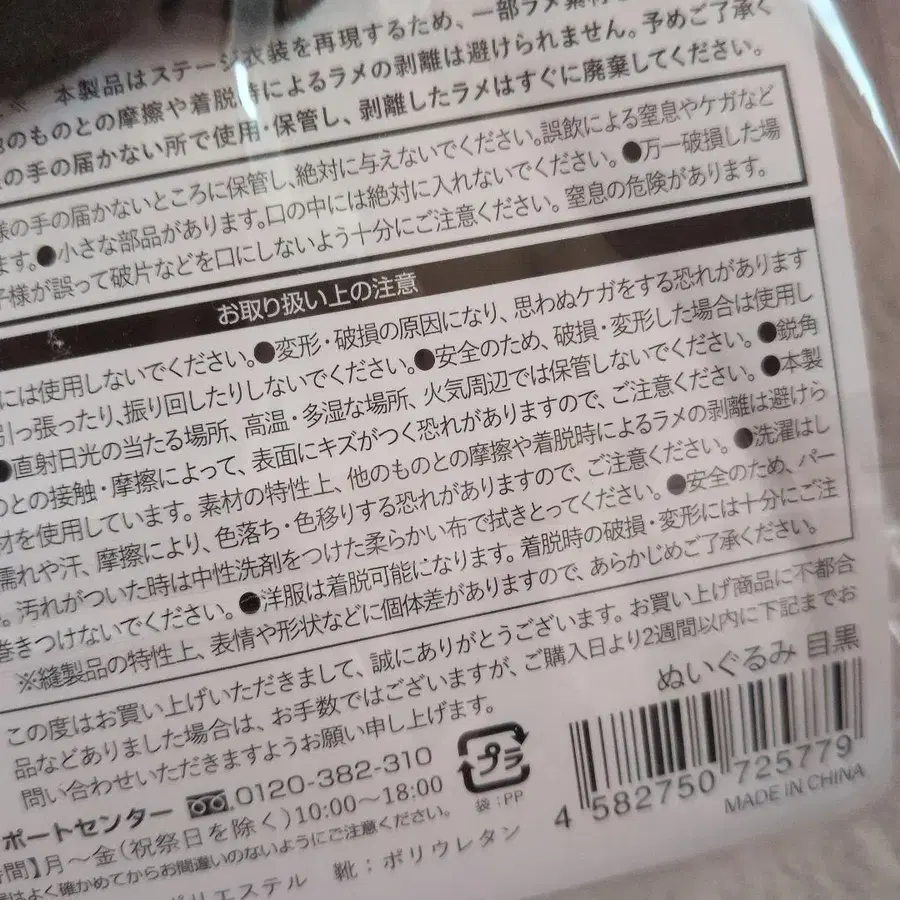 ※ 本製品はステージ衣装を再現するため、一部ラメ素材
のものとの摩擦や着脱時によるラメの剥離は避けられません。予めご了承く
の手の届かない所で使用・保管し、剥離したラメはすぐに廃棄してください。
様の手の届かないところに保管し、絶対に与えないでください。誤飲による窒息やケガなど
ます。●小さな部品があります。口の中には絶対に入れないでください。●万一破損した場
子様が誤って破片などを口にしないよう十分にご注意ください。窒息の危険があります。
お取り扱い上の注意
には使用しないでください。●変形・破損の原因になり、思わぬケガをする恐れがあります
引っ張ったり、振り回したりしないでください。●安全のため、破損・変形した場合は使用し
●直射日光の当たる場所、高温・多湿な場所、火気周辺では保管しないでください。●鋭角
のとの接触・摩擦によって、表面にキズがつく恐れがありますので、ご注意ください。●本製
材を使用しています。素材の特性上、他のものとの摩擦や着脱時によるラメの剥離は避けら
濡れや汗、摩擦により、色落ち・色移りする恐れがありますので、ご注意ください。●洗濯はし
。汚れがついた時は中性洗剤をつけた柔らかい布で拭きとってください。●安全のため、パー
巻きつけないでください。●洋服は着脱可能になります。着脱時の破損・変形には十分にご注
※縫製品の特性上、表情や形状などに個体差がありますので、あらかじめご了承ください。
この度はお買い上げいただきまして、誠にありがとうございます。お買い上げ商品に不都合
品などありました場合は、お手数ではございますが、ご購入日より2週間以内に下記までお
問い合わせいただきますようお願い申し上げます。
ポートセンター 0120-382-310
時間】月～金(祝祭日を除く)10:00～18:00
はよく確かめてからお間違いのないようにご注意ください。
ポリエステル 靴：ポリウレタン
プラ
袋：PP
ぬいぐるみ 目黒
4 582750 725779
MADE IN CHINA